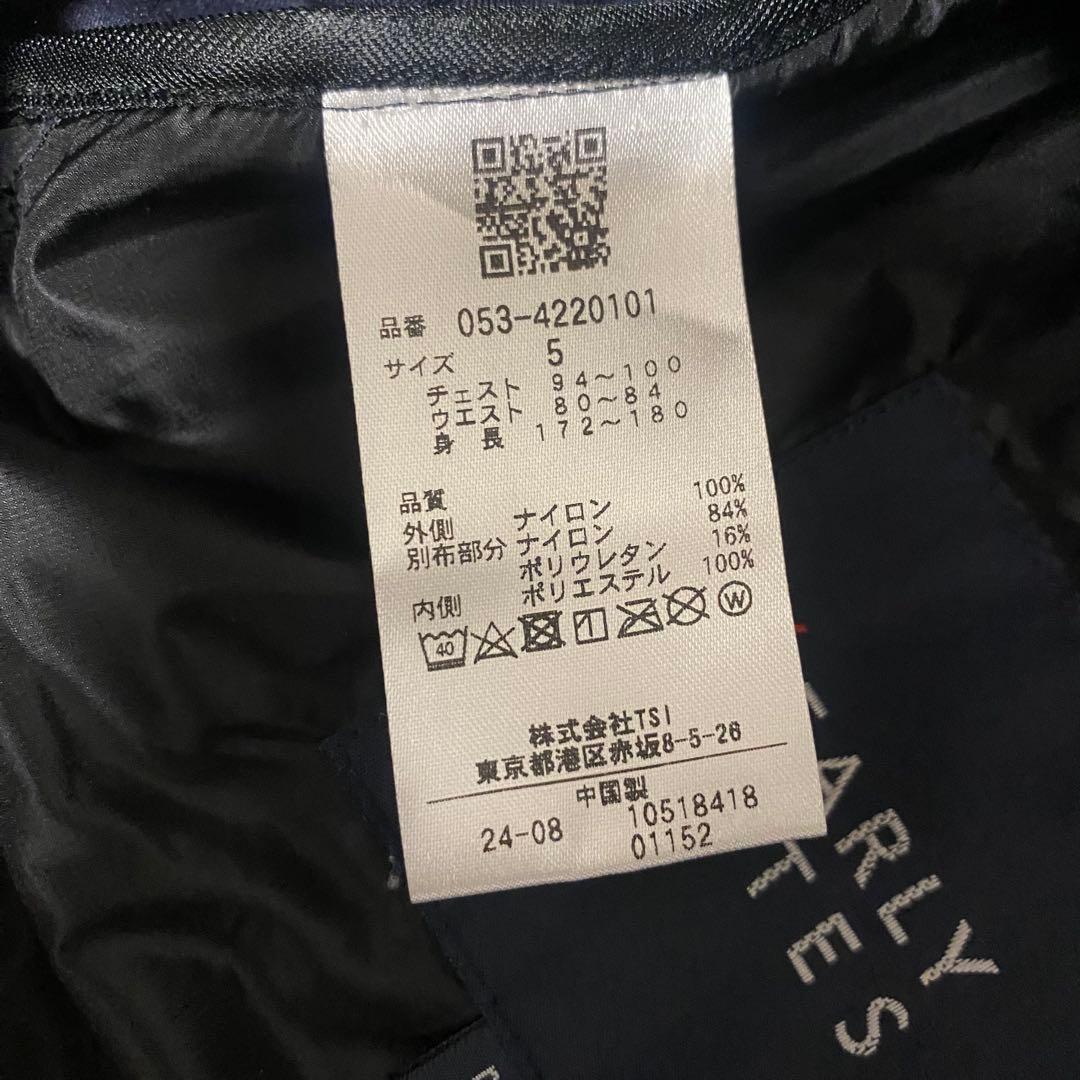 品番 053-4220101
サイズ 5
チェスト 94~100
ウエスト 80~84
身長 172~180
品質
外側 ナイロン 100%
別布部分 ナイロン 84%
ポリウレタン 16%
内側 ポリエステル 100%
40 1 W
株式会社TSI
東京都港区赤坂8-5-26
中国製
24-08 10518418
01152
EARLY